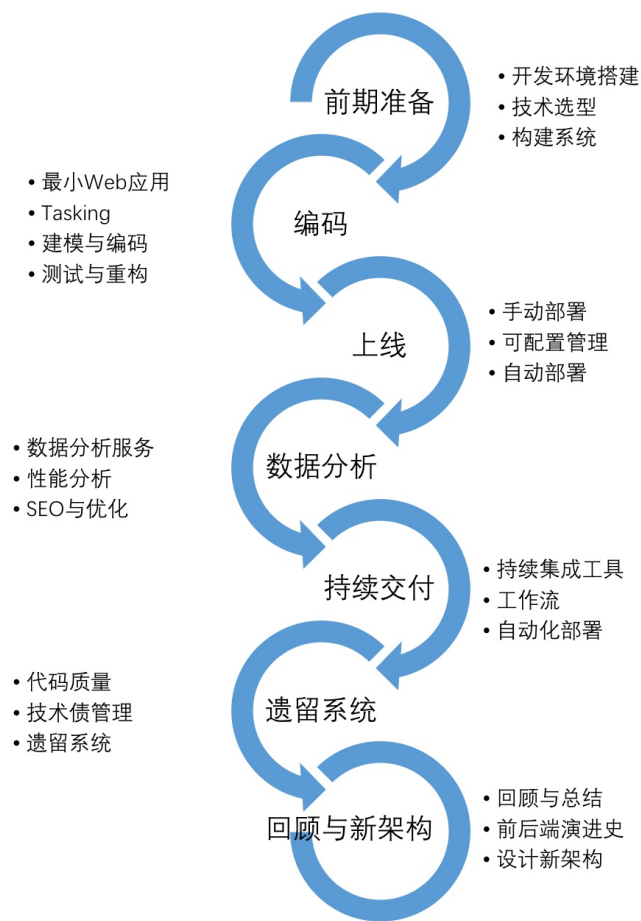 前期准备
• 开发环境搭建
• 技术选型
• 构建系统
编码
• 最小Web应用
• Tasking
• 建模与编码
• 测试与重构
上线
• 手动部署
• 可配置管理
• 自动部署
数据分析
• 数据分析服务
• 性能分析
• SEO与优化
持续交付
• 持续集成工具
• 工作流
• 自动化部署
遗留系统
• 代码质量
• 技术债管理
• 遗留系统
回顾与新架构
• 回顾与总结
• 前后端演进史
• 设计新架构